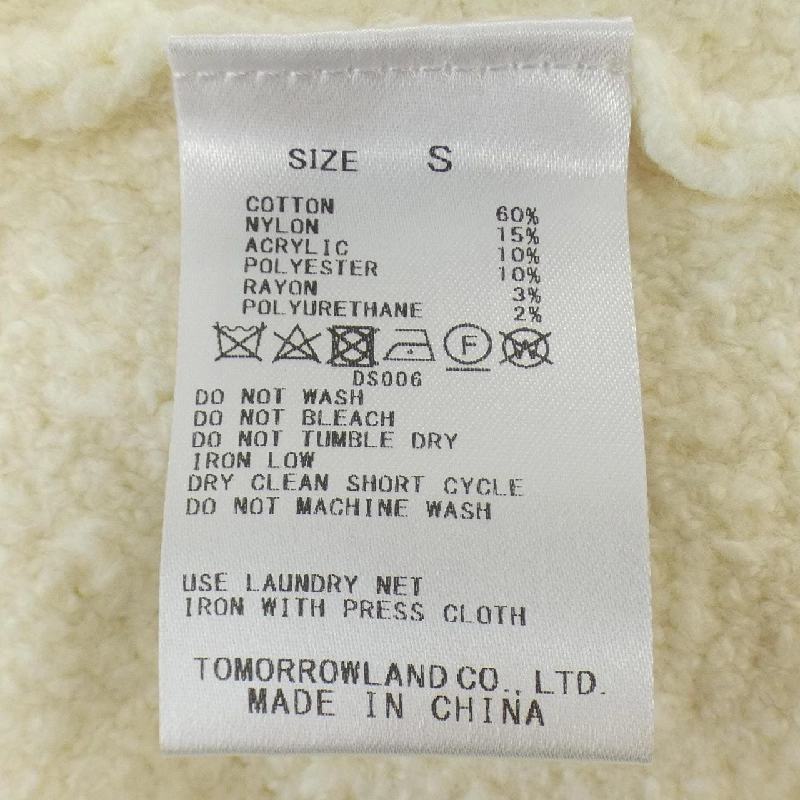 SIZE S
COTTON 60%
NYLON 15%
ACRYLIC 10%
POLYESTER 10%
RAYON 3%
POLYURETHANE 2%
F W
DS006
DO NOT WASH
DO NOT BLEACH
DO NOT TUMBLE DRY
IRON LOW
DRY CLEAN SHORT CYCLE
DO NOT MACHINE WASH
USE LAUNDRY NET
IRON WITH PRESS CLOTH
TOMORROWLAND CO., LTD.
MADE IN CHINA